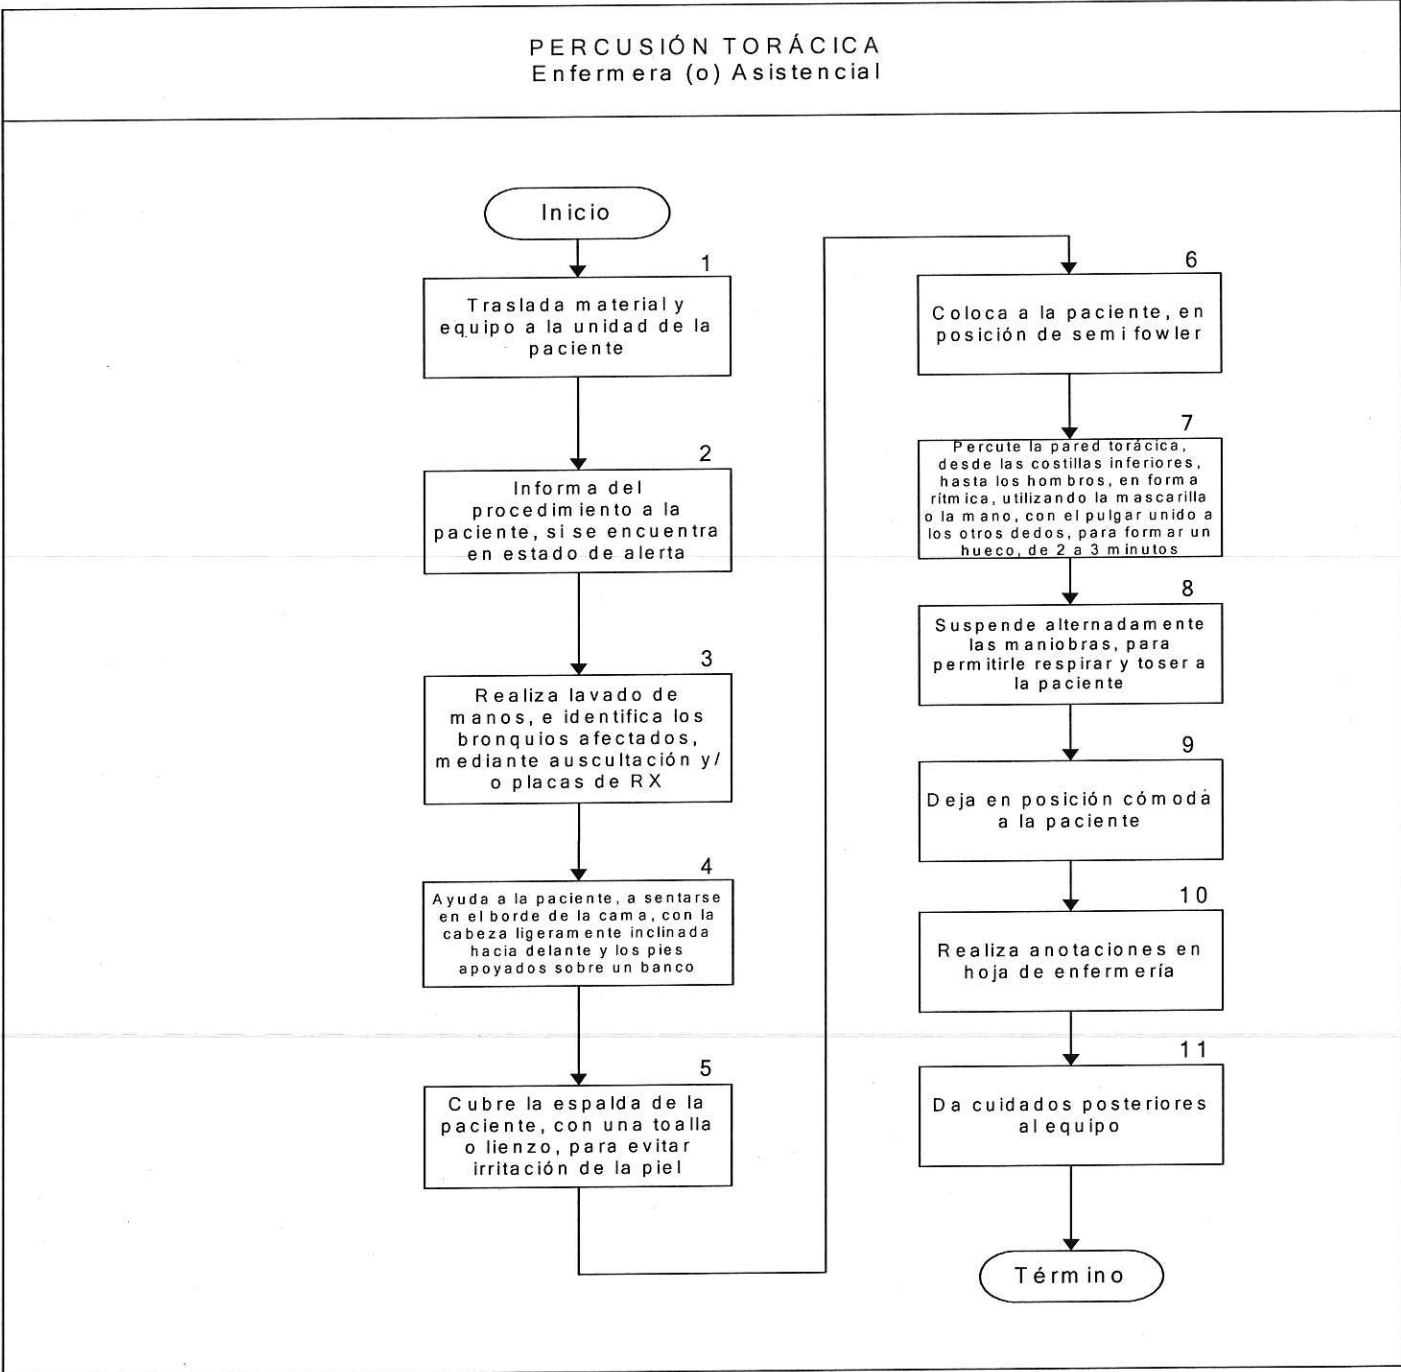 PERCUSIÓN TORÁCICA
Enfermera (o) Asistencial
Inicio
1
Traslada material y
equipo a la unidad de la
paciente
2
Informa del
procedimiento a la
paciente, si se encuentra
en estado de alerta
3
Realiza lavado de
manos, e identifica los
bronquios afectados,
mediante auscultación y/
o placas de RX
4
Ayuda a la paciente, a sentarse
en el borde de la cama, con la
cabeza ligeramente inclinada
hacia delante y los pies
apoyados sobre un banco
5
Cubre la espalda de la
paciente, con una toalla
o lienzo, para evitar
irritación de la piel
6
Coloca a la paciente, en
posición de semifowler
7
Percute la pared torácica,
desde las costillas inferiores,
hasta los hombros, en forma
rítmica, utilizando la mascarilla
o la mano, con el pulgar unido a
los otros dedos, para formar un
hueco, de 2 a 3 minutos
8
Suspende alternadamente
las maniobras, para
permitirle respirar y toser a
la paciente
9
Deja en posición cómoda
a la paciente
10
Realiza anotaciones en
hoja de enfermería
11
Da cuidados posteriores
al equipo
Término